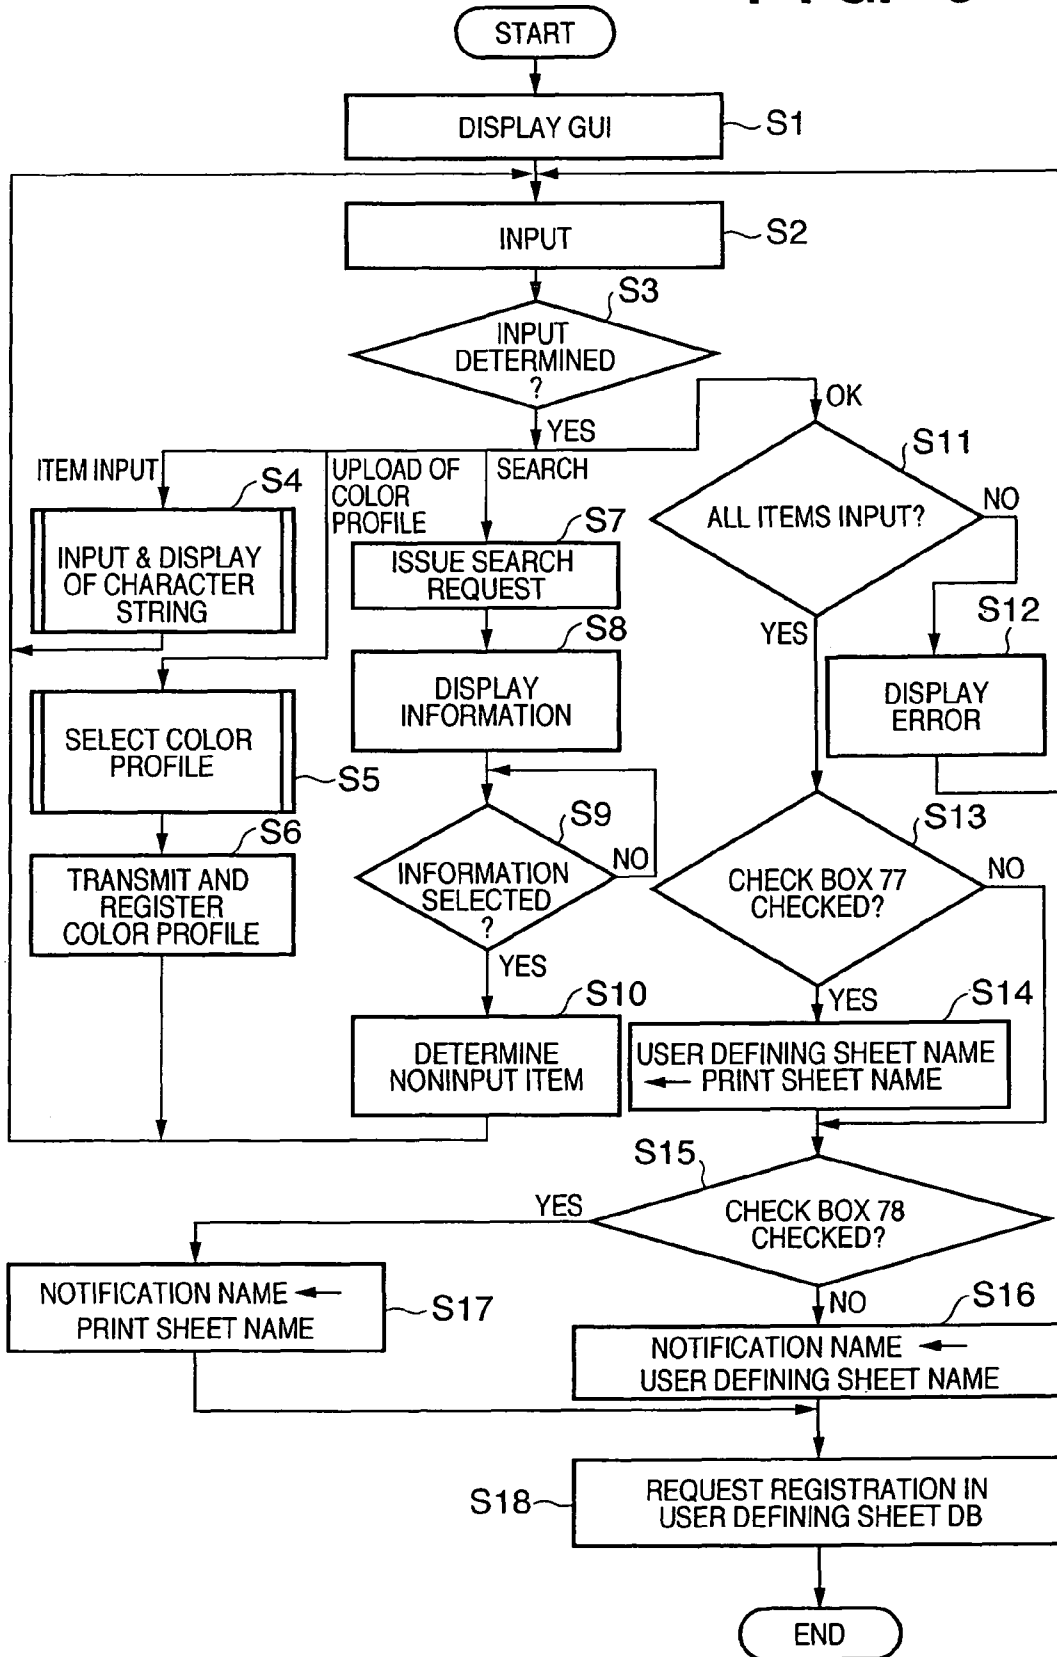 START
DISPLAY GUI
S1
INPUT
S2
S3
INPUT
DETERMINED
?
YES
OK
ITEM INPUT
UPLOAD OF
COLOR
PROFILE
SEARCH
S4
INPUT & DISPLAY
OF CHARACTER
STRING
S7
ISSUE SEARCH
REQUEST
S11
ALL ITEMS INPUT?
NO
YES
S12
DISPLAY
ERROR
S8
DISPLAY
INFORMATION
SELECT COLOR
PROFILE
S5
S6
TRANSMIT AND
REGISTER
COLOR PROFILE
S9
INFORMATION
SELECTED
?
NO
YES
S10
DETERMINE
NONINPUT ITEM
S13
CHECK BOX 77
CHECKED?
NO
YES
S14
USER DEFINING SHEET NAME
← PRINT SHEET NAME
S15
CHECK BOX 78
CHECKED?
YES
NO
NOTIFICATION NAME ←
PRINT SHEET NAME
S17
S16
NOTIFICATION NAME ←
USER DEFINING SHEET NAME
S18
REQUEST REGISTRATION IN
USER DEFINING SHEET DB
END